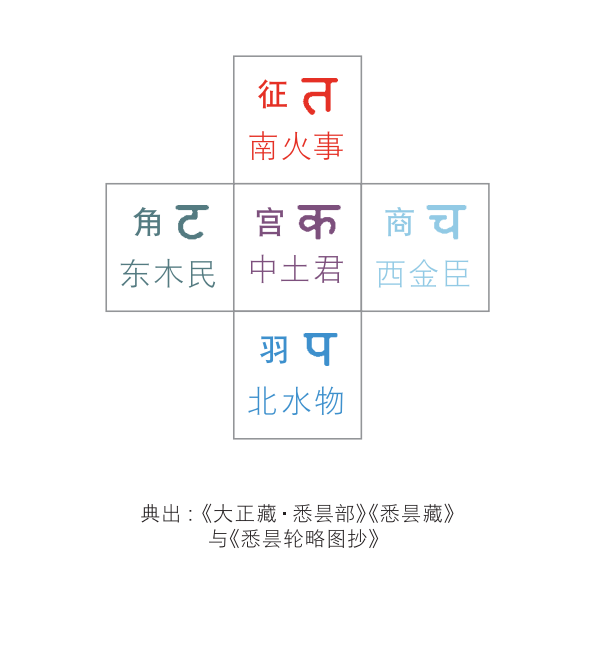 征 त
南火事
角 ट
东木民
宫 क
中土君
商 च
西金臣
羽 प
北水物
典出：《大正藏·悉昙部》《悉昙藏》
与《悉昙轮略图抄》